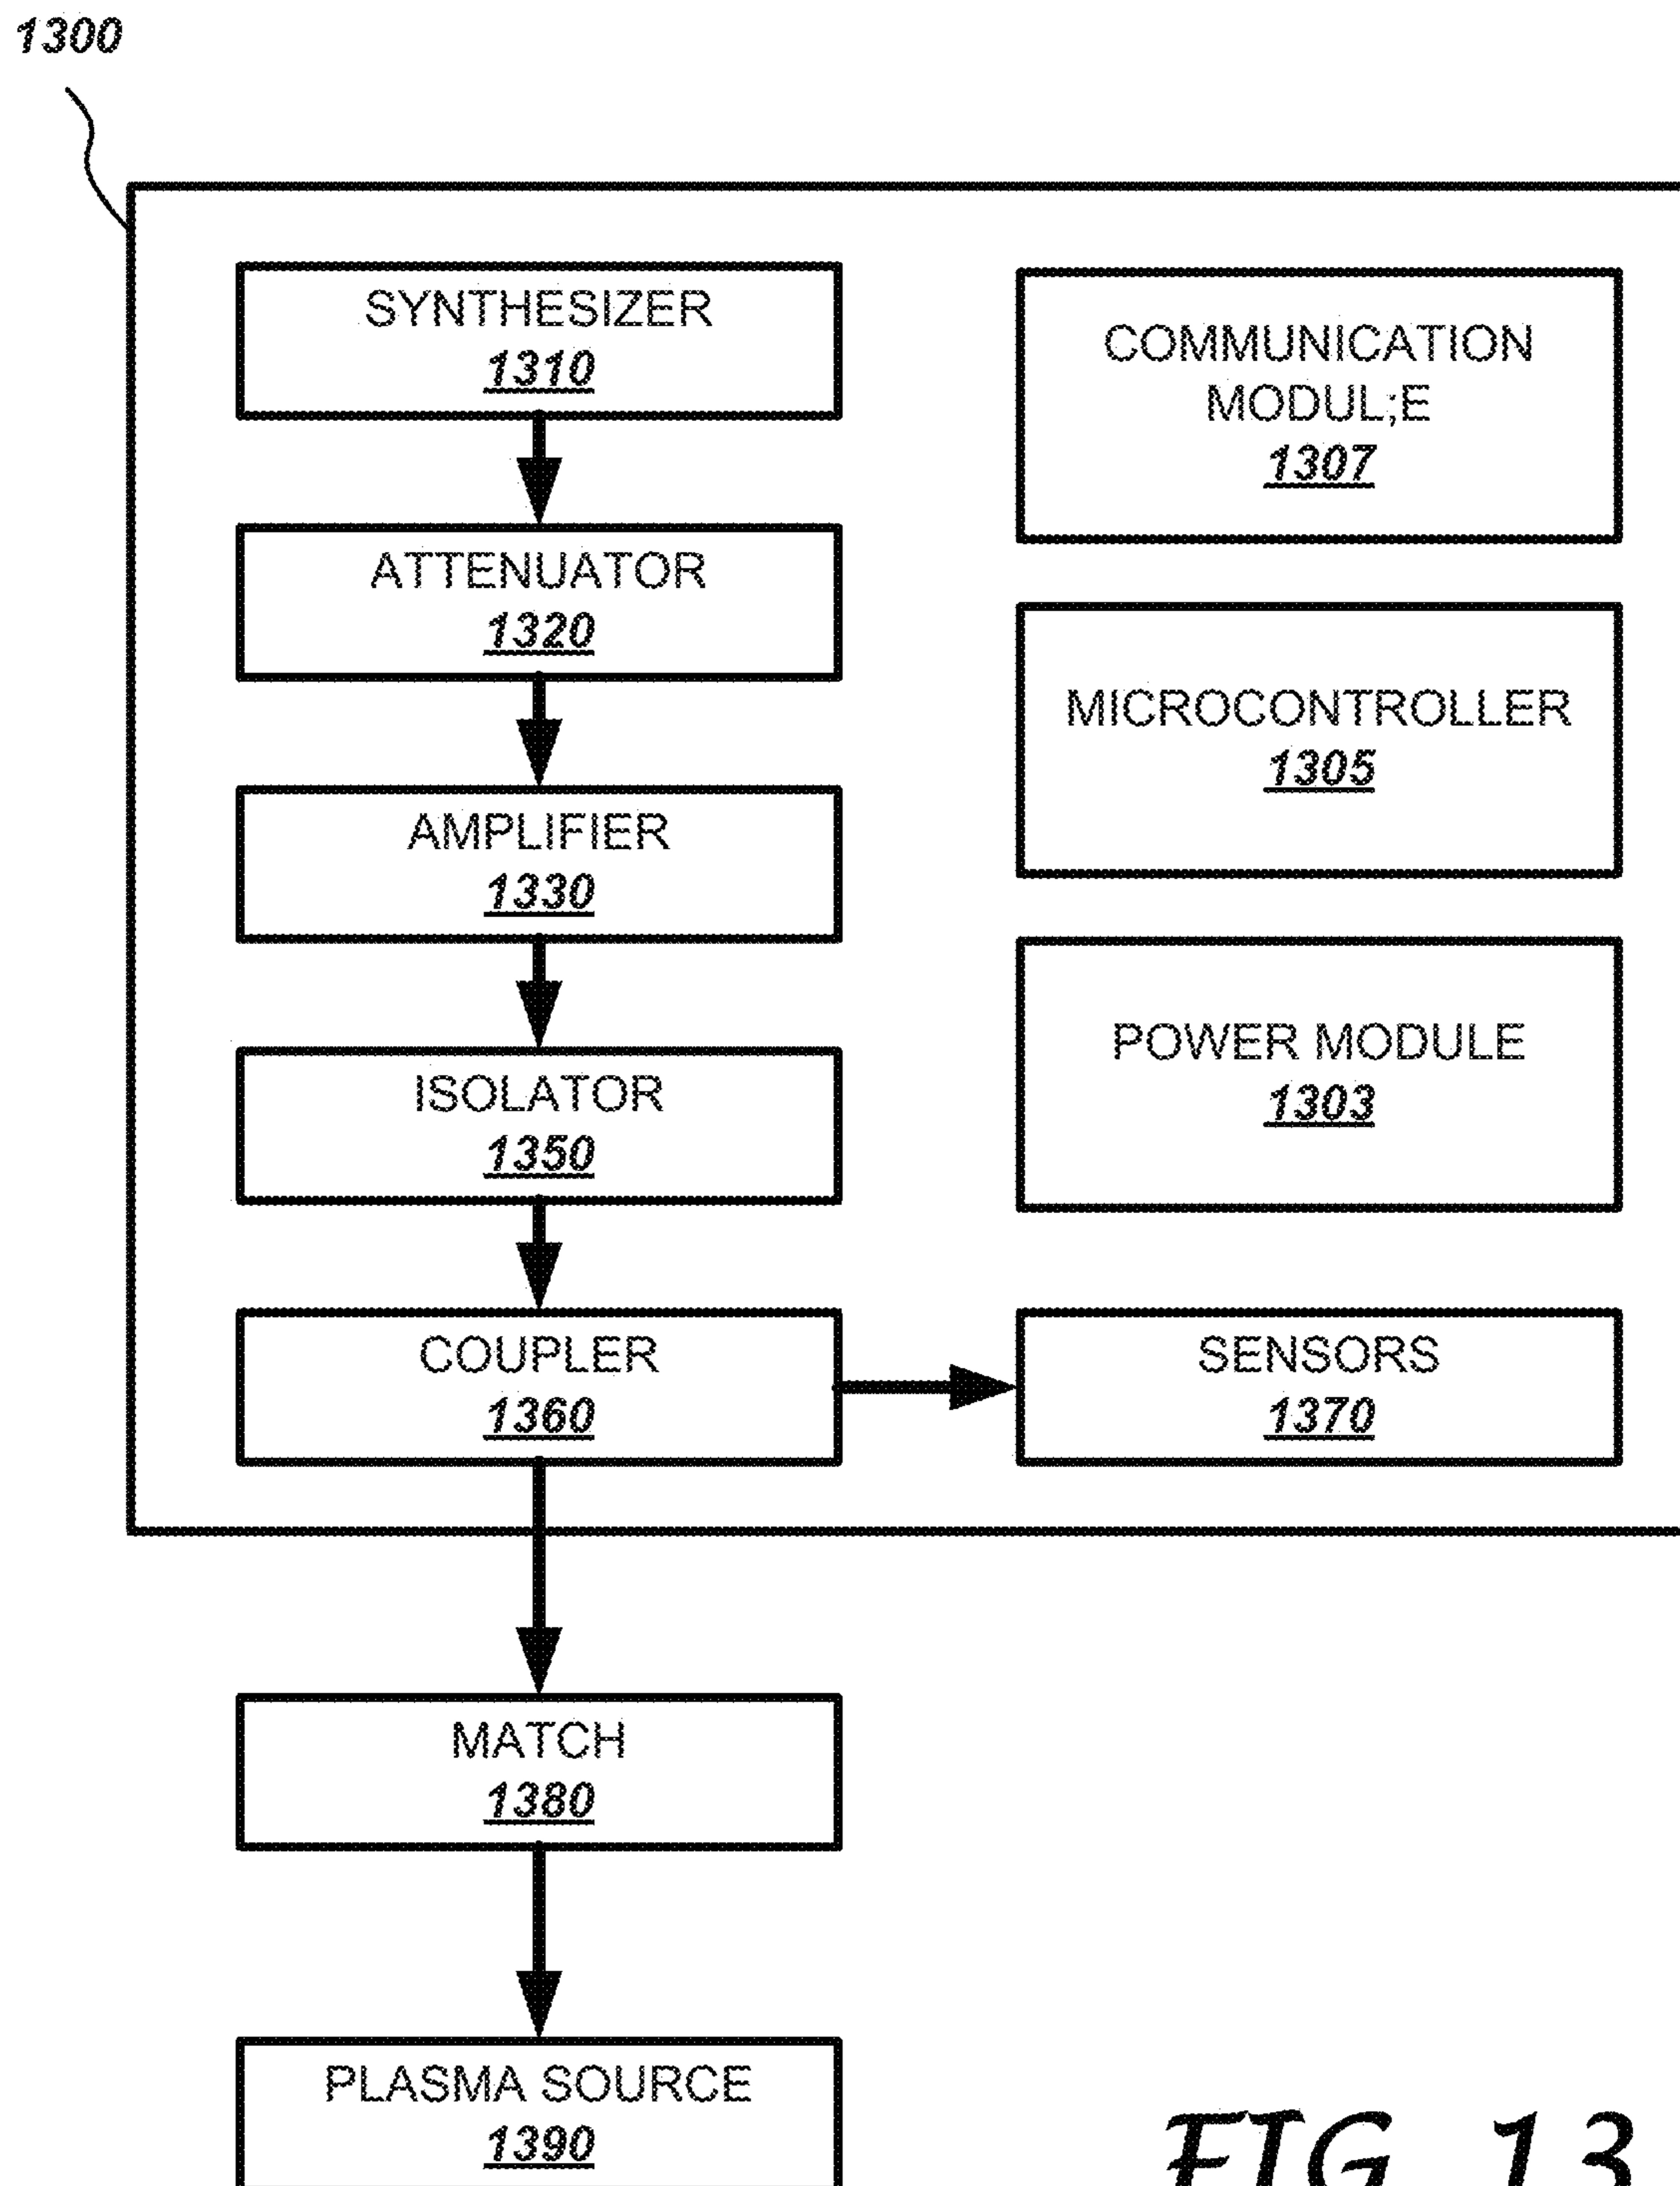 1300
SYNTHESIZER
1310
ATTENUATOR
1320
AMPLIFIER
1330
ISOLATOR
1350
COUPLER
1360
COMMUNICATION
MODUL;E
1307
MICROCONTROLLER
1305
POWER MODULE
1303
SENSORS
1370
MATCH
1380
PLASMA SOURCE
1390
FIG 13